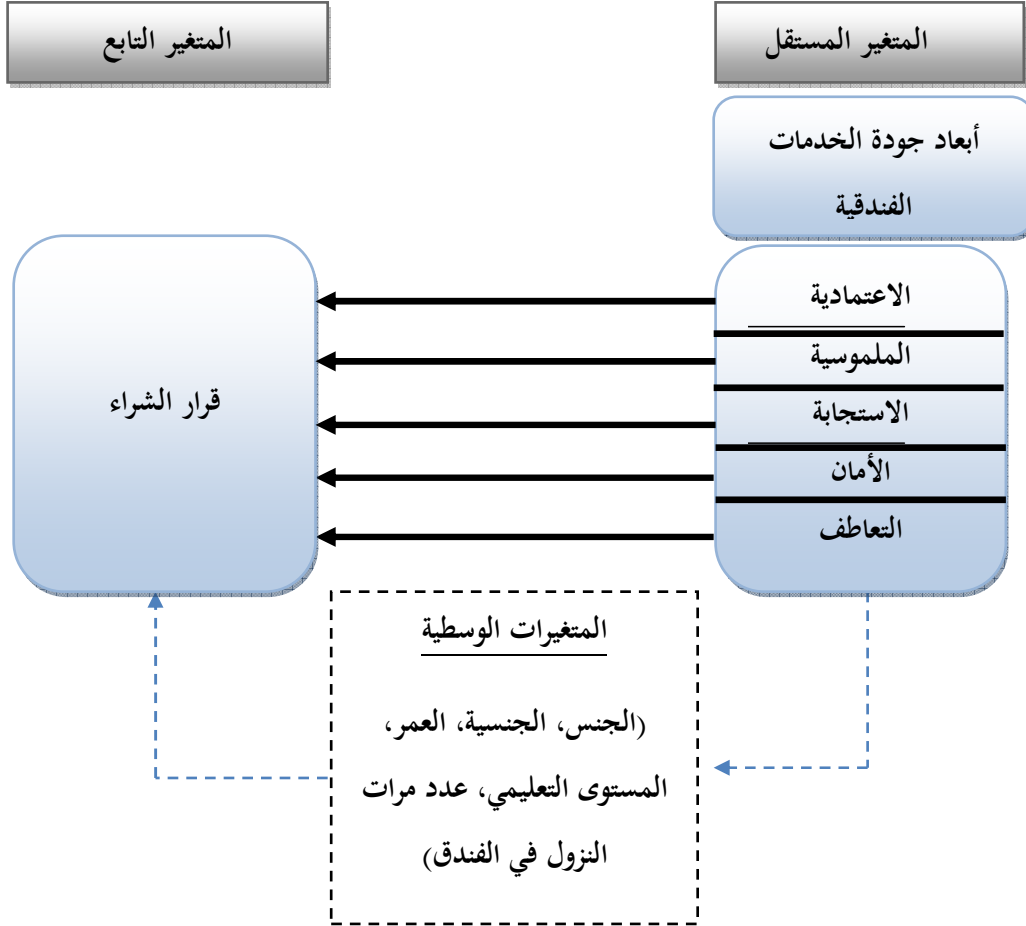 المتغير المستقل
المتغير التابع
أبعاد جودة الخدمات
الفندقية
الاعتمادية
الملموسية
الاستجابة
الأمان
التعاطف
قرار الشراء
المتغيرات الوسطية
(الجنس، الجنسية، العمر،
المستوى التعليمي، عدد مرات
النزول في الفندق)